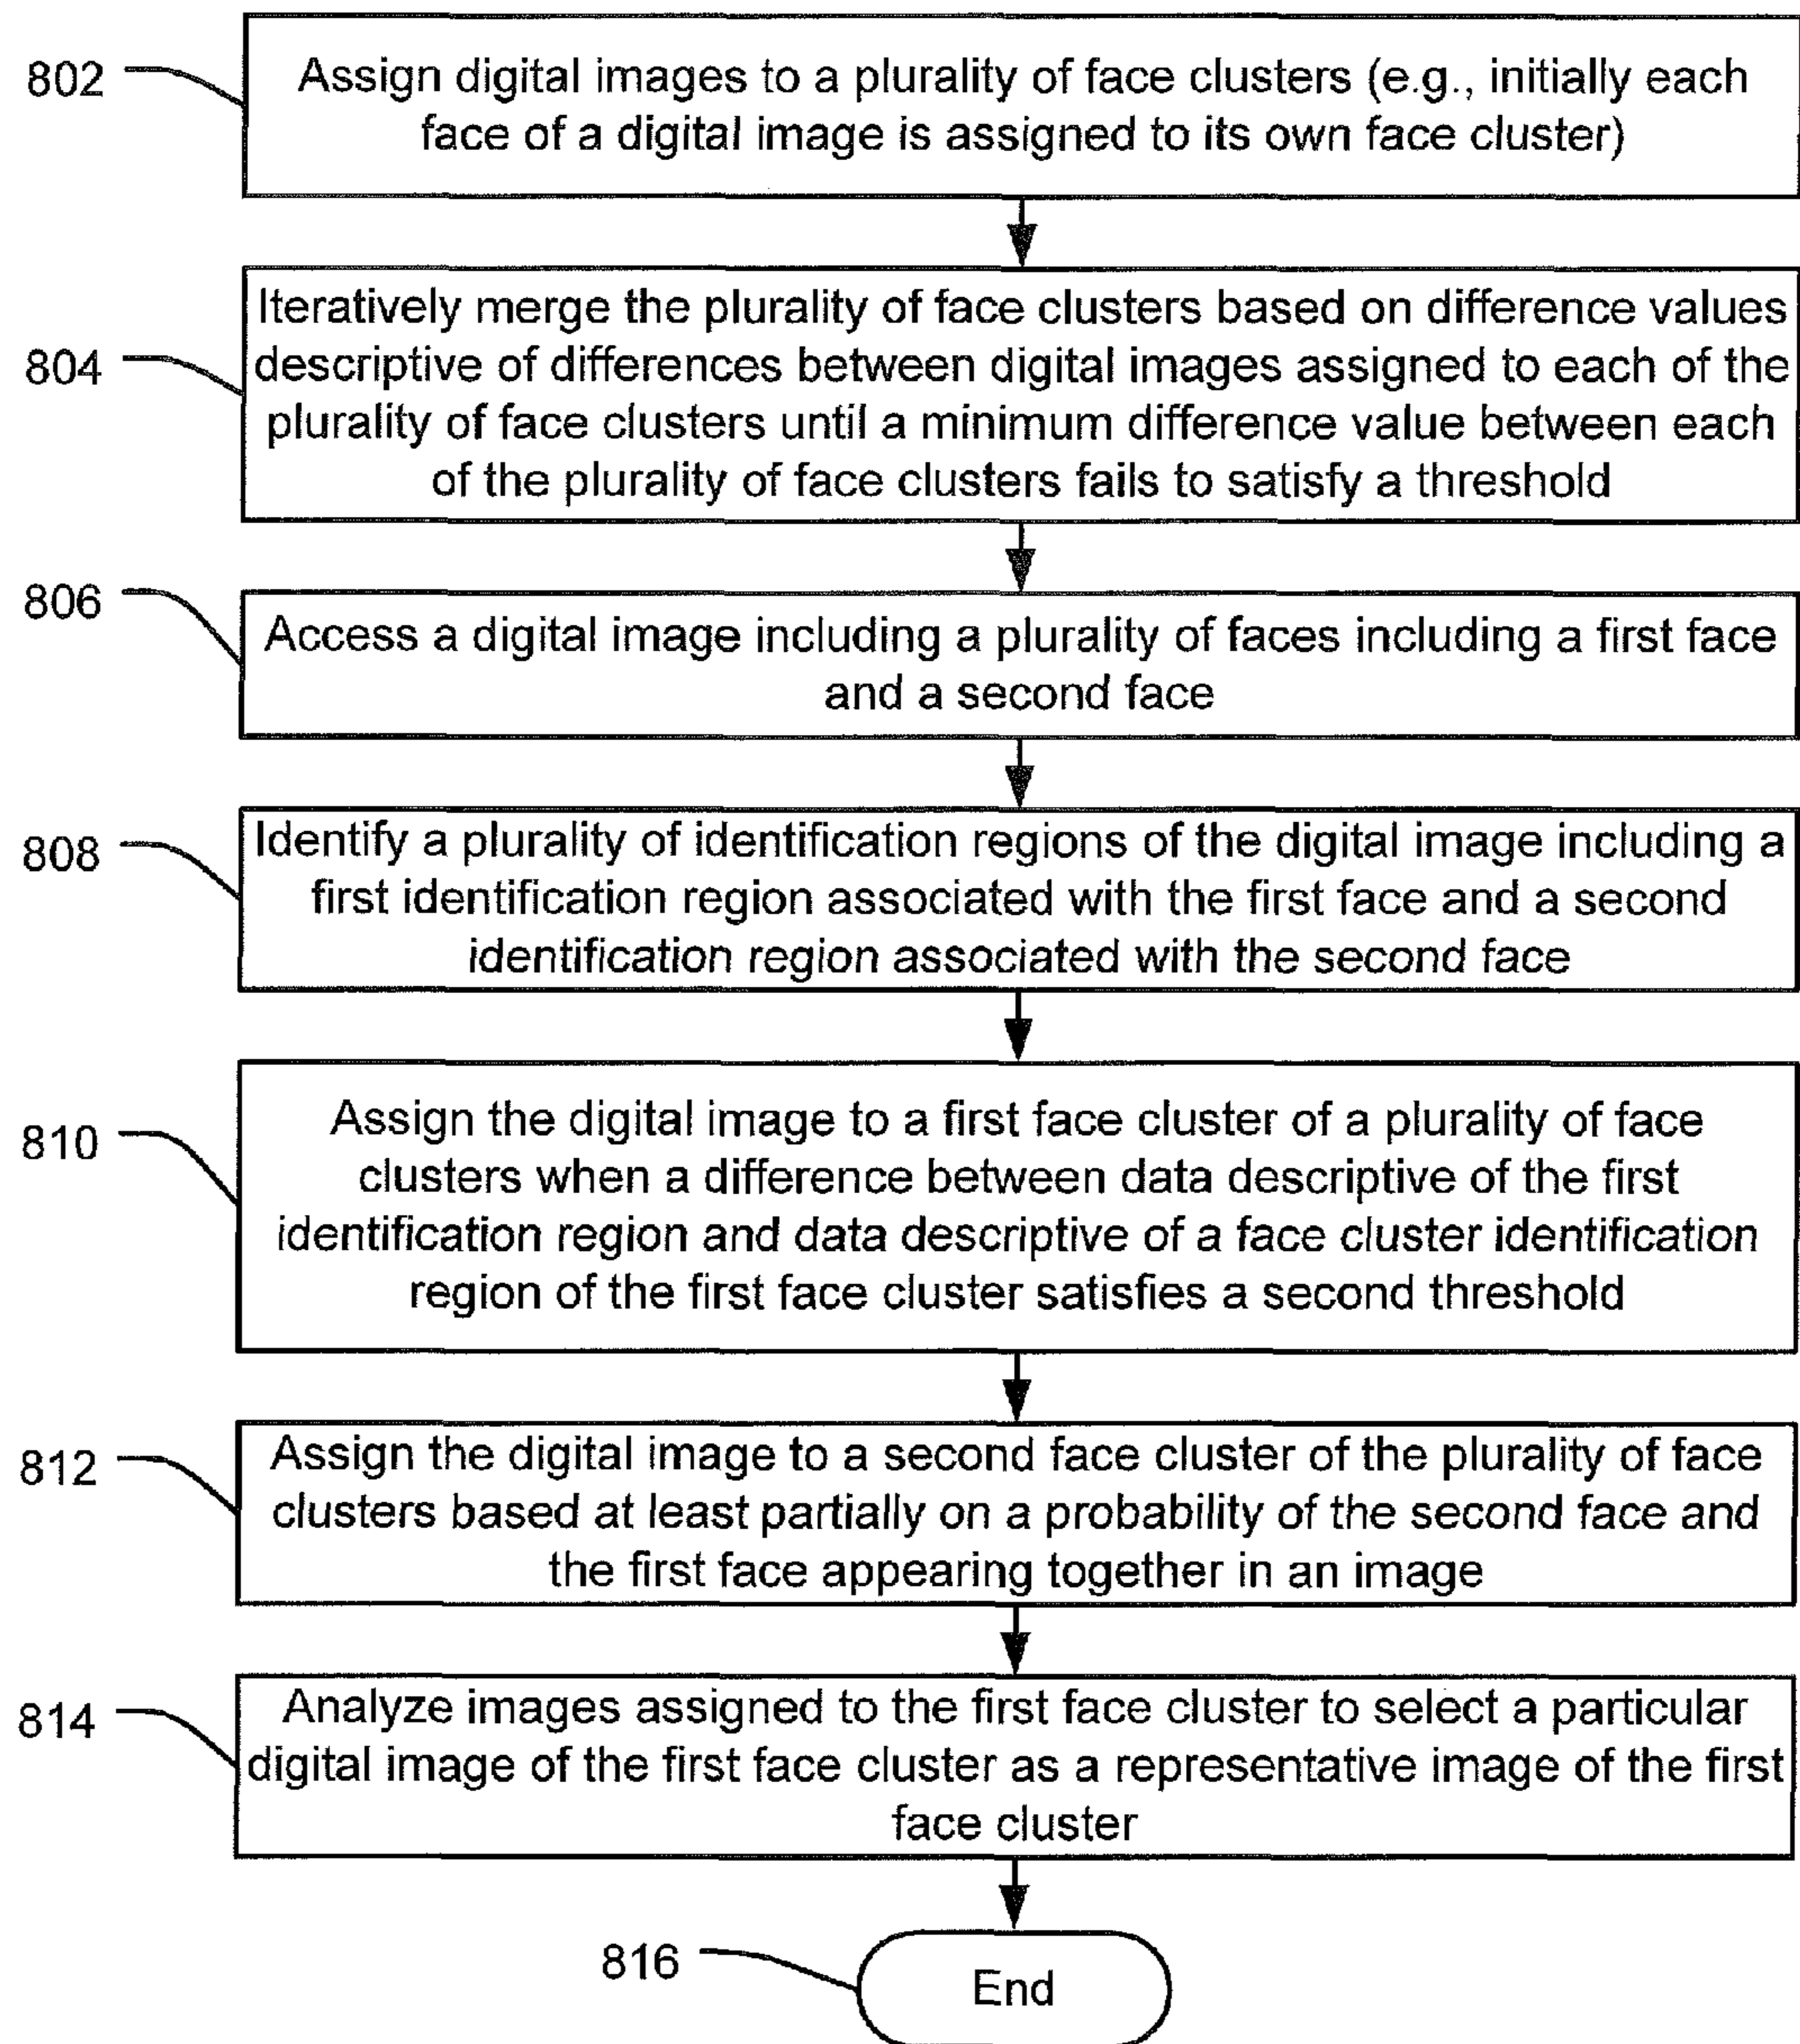 802
Assign digital images to a plurality of face clusters (e.g., initially each
face of a digital image is assigned to its own face cluster)
804
Iteratively merge the plurality of face clusters based on difference values
descriptive of differences between digital images assigned to each of the
plurality of face clusters until a minimum difference value between each
of the plurality of face clusters fails to satisfy a threshold
806
Access a digital image including a plurality of faces including a first face
and a second face
808
Identify a plurality of identification regions of the digital image including a
first identification region associated with the first face and a second
identification region associated with the second face
810
Assign the digital image to a first face cluster of a plurality of face
clusters when a difference between data descriptive of the first
identification region and data descriptive of a face cluster identification
region of the first face cluster satisfies a second threshold
812
Assign the digital image to a second face cluster of the plurality of face
clusters based at least partially on a probability of the second face and
the first face appearing together in an image
814
Analyze images assigned to the first face cluster to select a particular
digital image of the first face cluster as a representative image of the first
face cluster
816
End